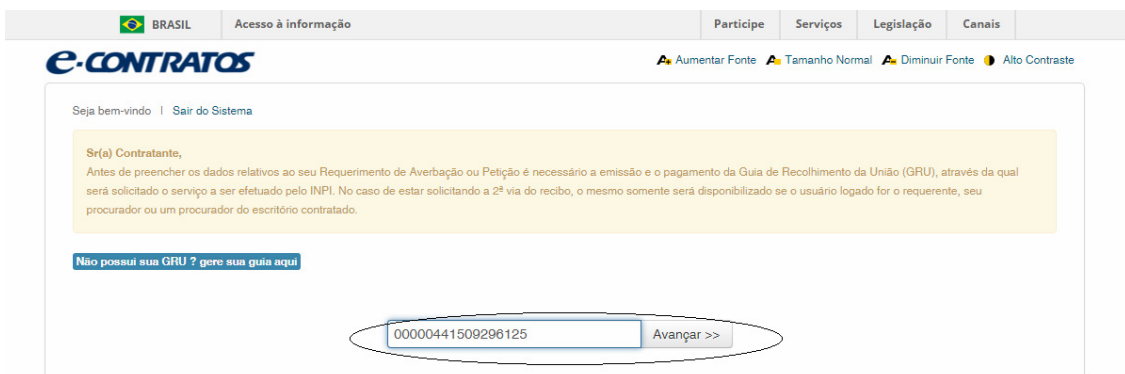 BRASIL Acesso à informação Participe Serviços Legislação Canais
e-CONTRATOS A+ Aumentar Fonte A Tamanho Normal A- Diminuir Fonte Alto Contraste
Seja bem-vindo | Sair do Sistema
Sr(a) Contratante,
Antes de preencher os dados relativos ao seu Requerimento de Averbação ou Petição é necessário a emissão e o pagamento da Guia de Recolhimento da União (GRU), através da qual
será solicitado o serviço a ser efetuado pelo INPI. No caso de estar solicitando a 2ª via do recibo, o mesmo somente será disponibilizado se o usuário logado for o requerente, seu
procurador ou um procurador do escritório contratado.
Não possui sua GRU ? gere sua guia aqui
00000441509296125 Avançar >>